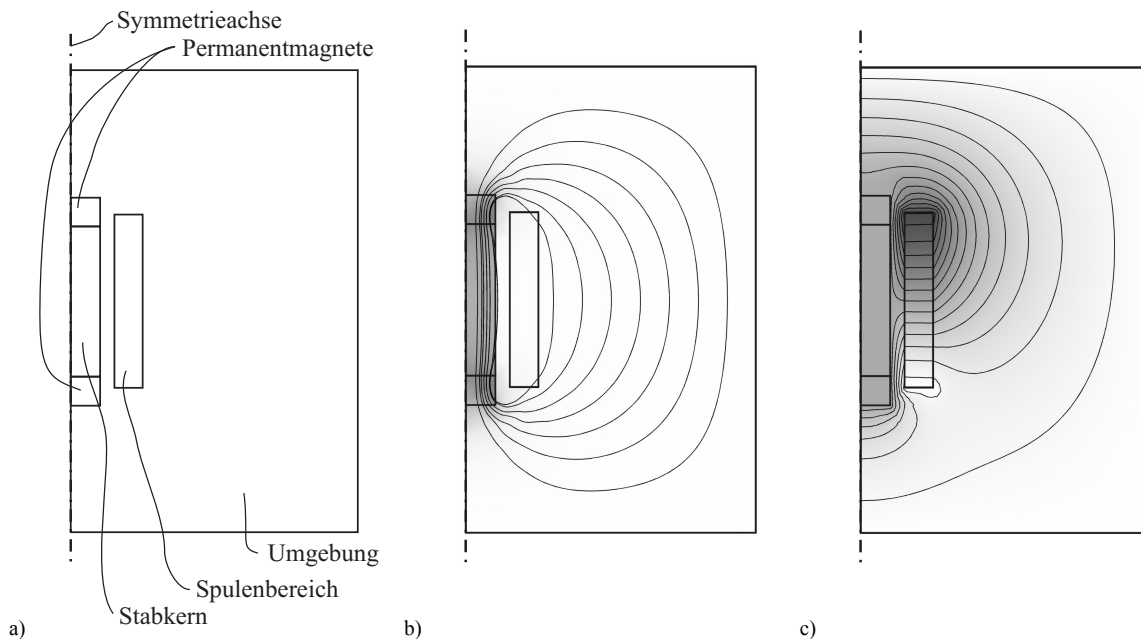 Symmetrieachse
Permanentmagnete
Umgebung
Spulenbereich
Stabkern
a)
b)
c)